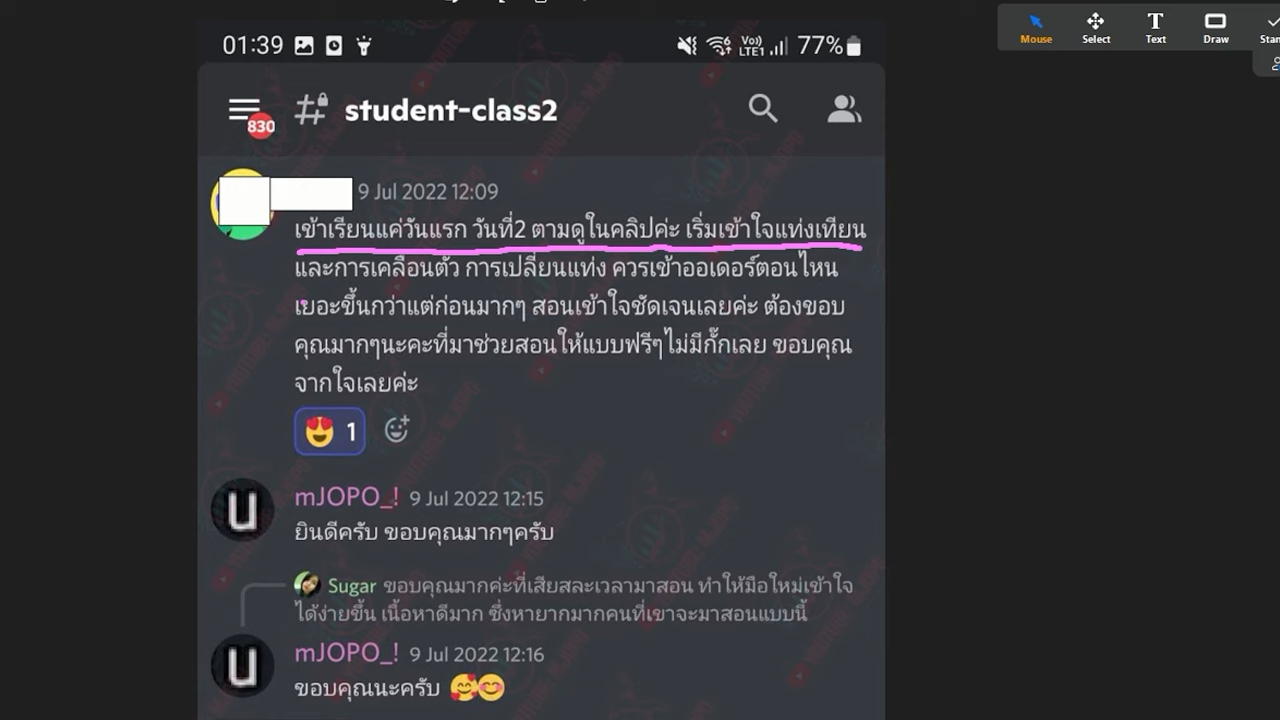 01:39
Vo)) LTE1 77%
Mouse Select Text Draw
830 student-class2
9 Jul 2022 12:09
เข้าเรียนแค่วันแรก วันที่2 ตามดูในคลิปค่ะ เริ่มเข้าใจแท่งเทียน
และการเคลื่อนตัว การเปลี่ยนแท่ง ควรเข้าออเดอร์ตอนไหน
เยอะขึ้นกว่าแต่ก่อนมากๆ สอนเข้าใจชัดเจนเลยค่ะ ต้องขอบ
คุณมากๆนะคะที่มาช่วยสอนให้แบบฟรีๆไม่มีกั๊กเลย ขอบคุณ
จากใจเลยค่ะ
1
mJOPO_! 9 Jul 2022 12:15
ยินดีครับ ขอบคุณมากๆครับ
Sugar ขอบคุณมากค่ะที่เสียสละเวลามาสอน ทำให้มือใหม่เข้าใจ
ได้ง่ายขึ้น เนื้อหาดีมาก ซึ่งหายากมากคนที่เขาจะมาสอนแบบนี้
mJOPO_! 9 Jul 2022 12:16
ขอบคุณนะครับ